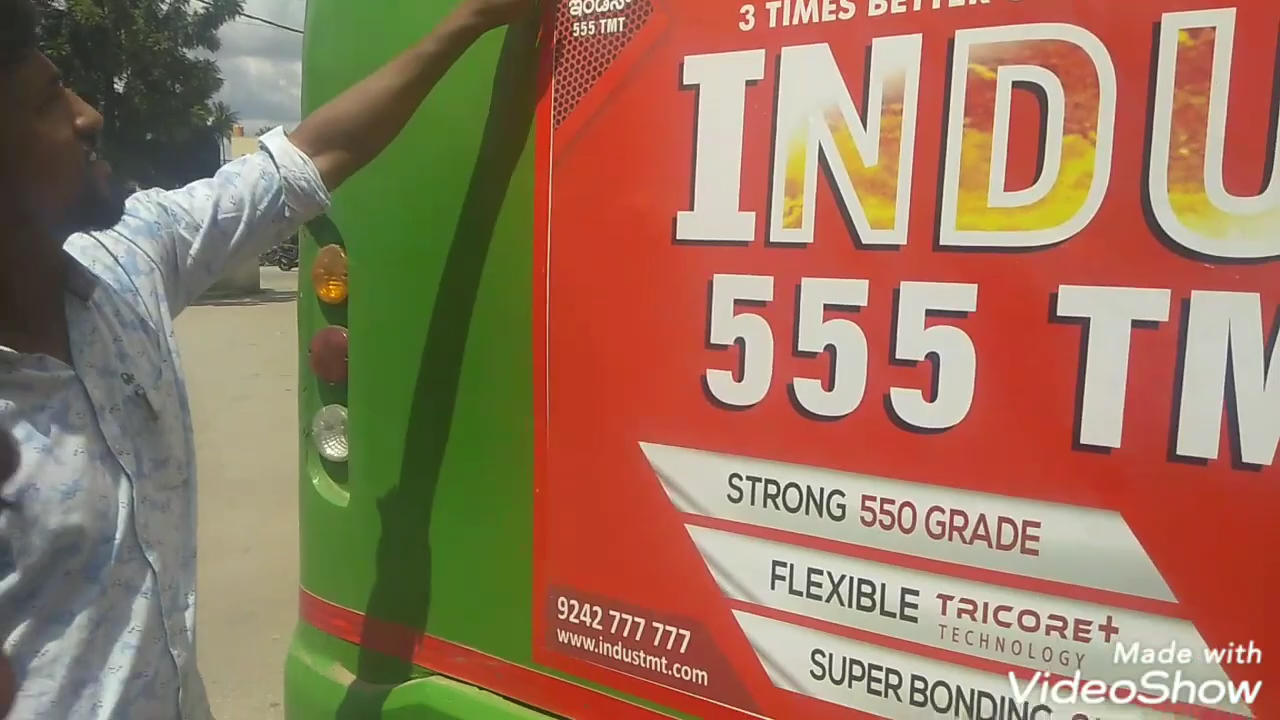 555 TMT
3 TIMES BETTER
INDU
555 TM
STRONG 550 GRADE
FLEXIBLE TRICORE+
TECHNOLOGY
SUPER BONDING
9242 777 777
www.industmt.com
Made with
VideoShow